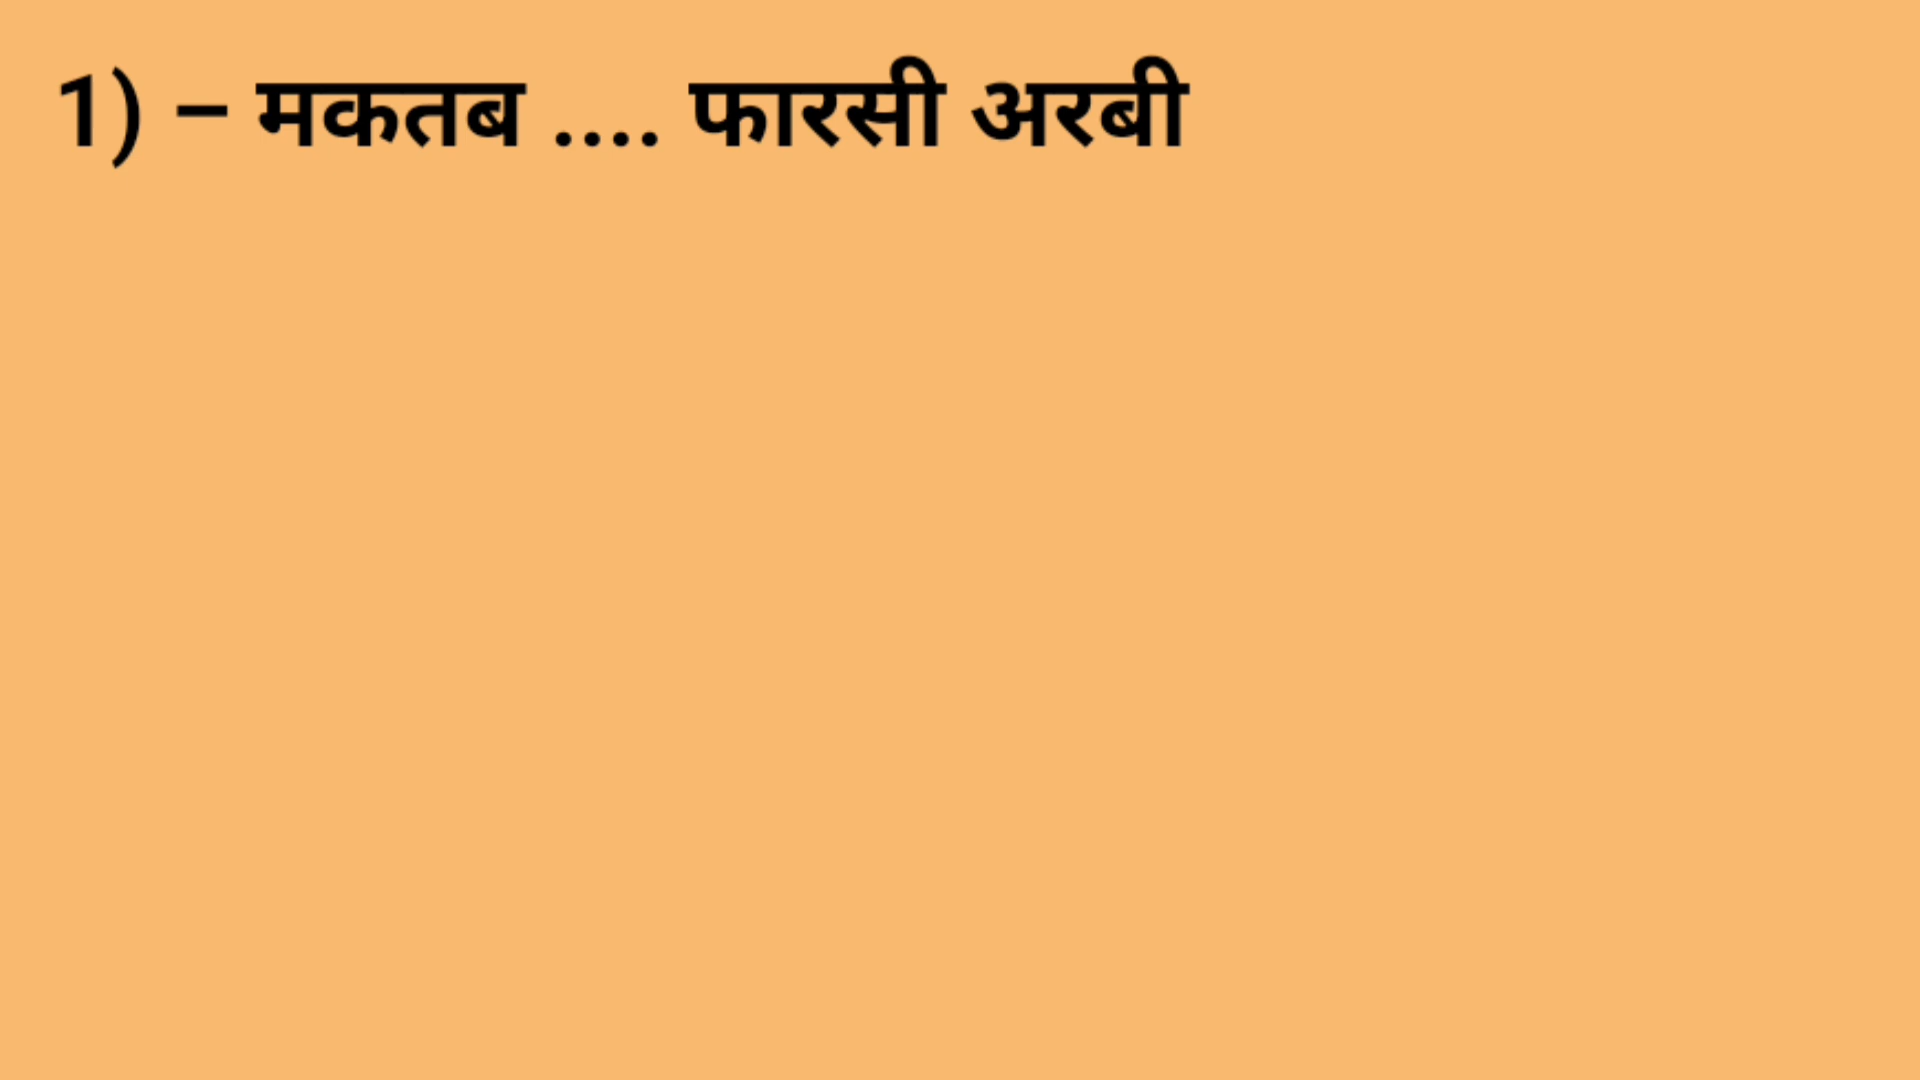 1) – मकतब .... फारसी अरबी